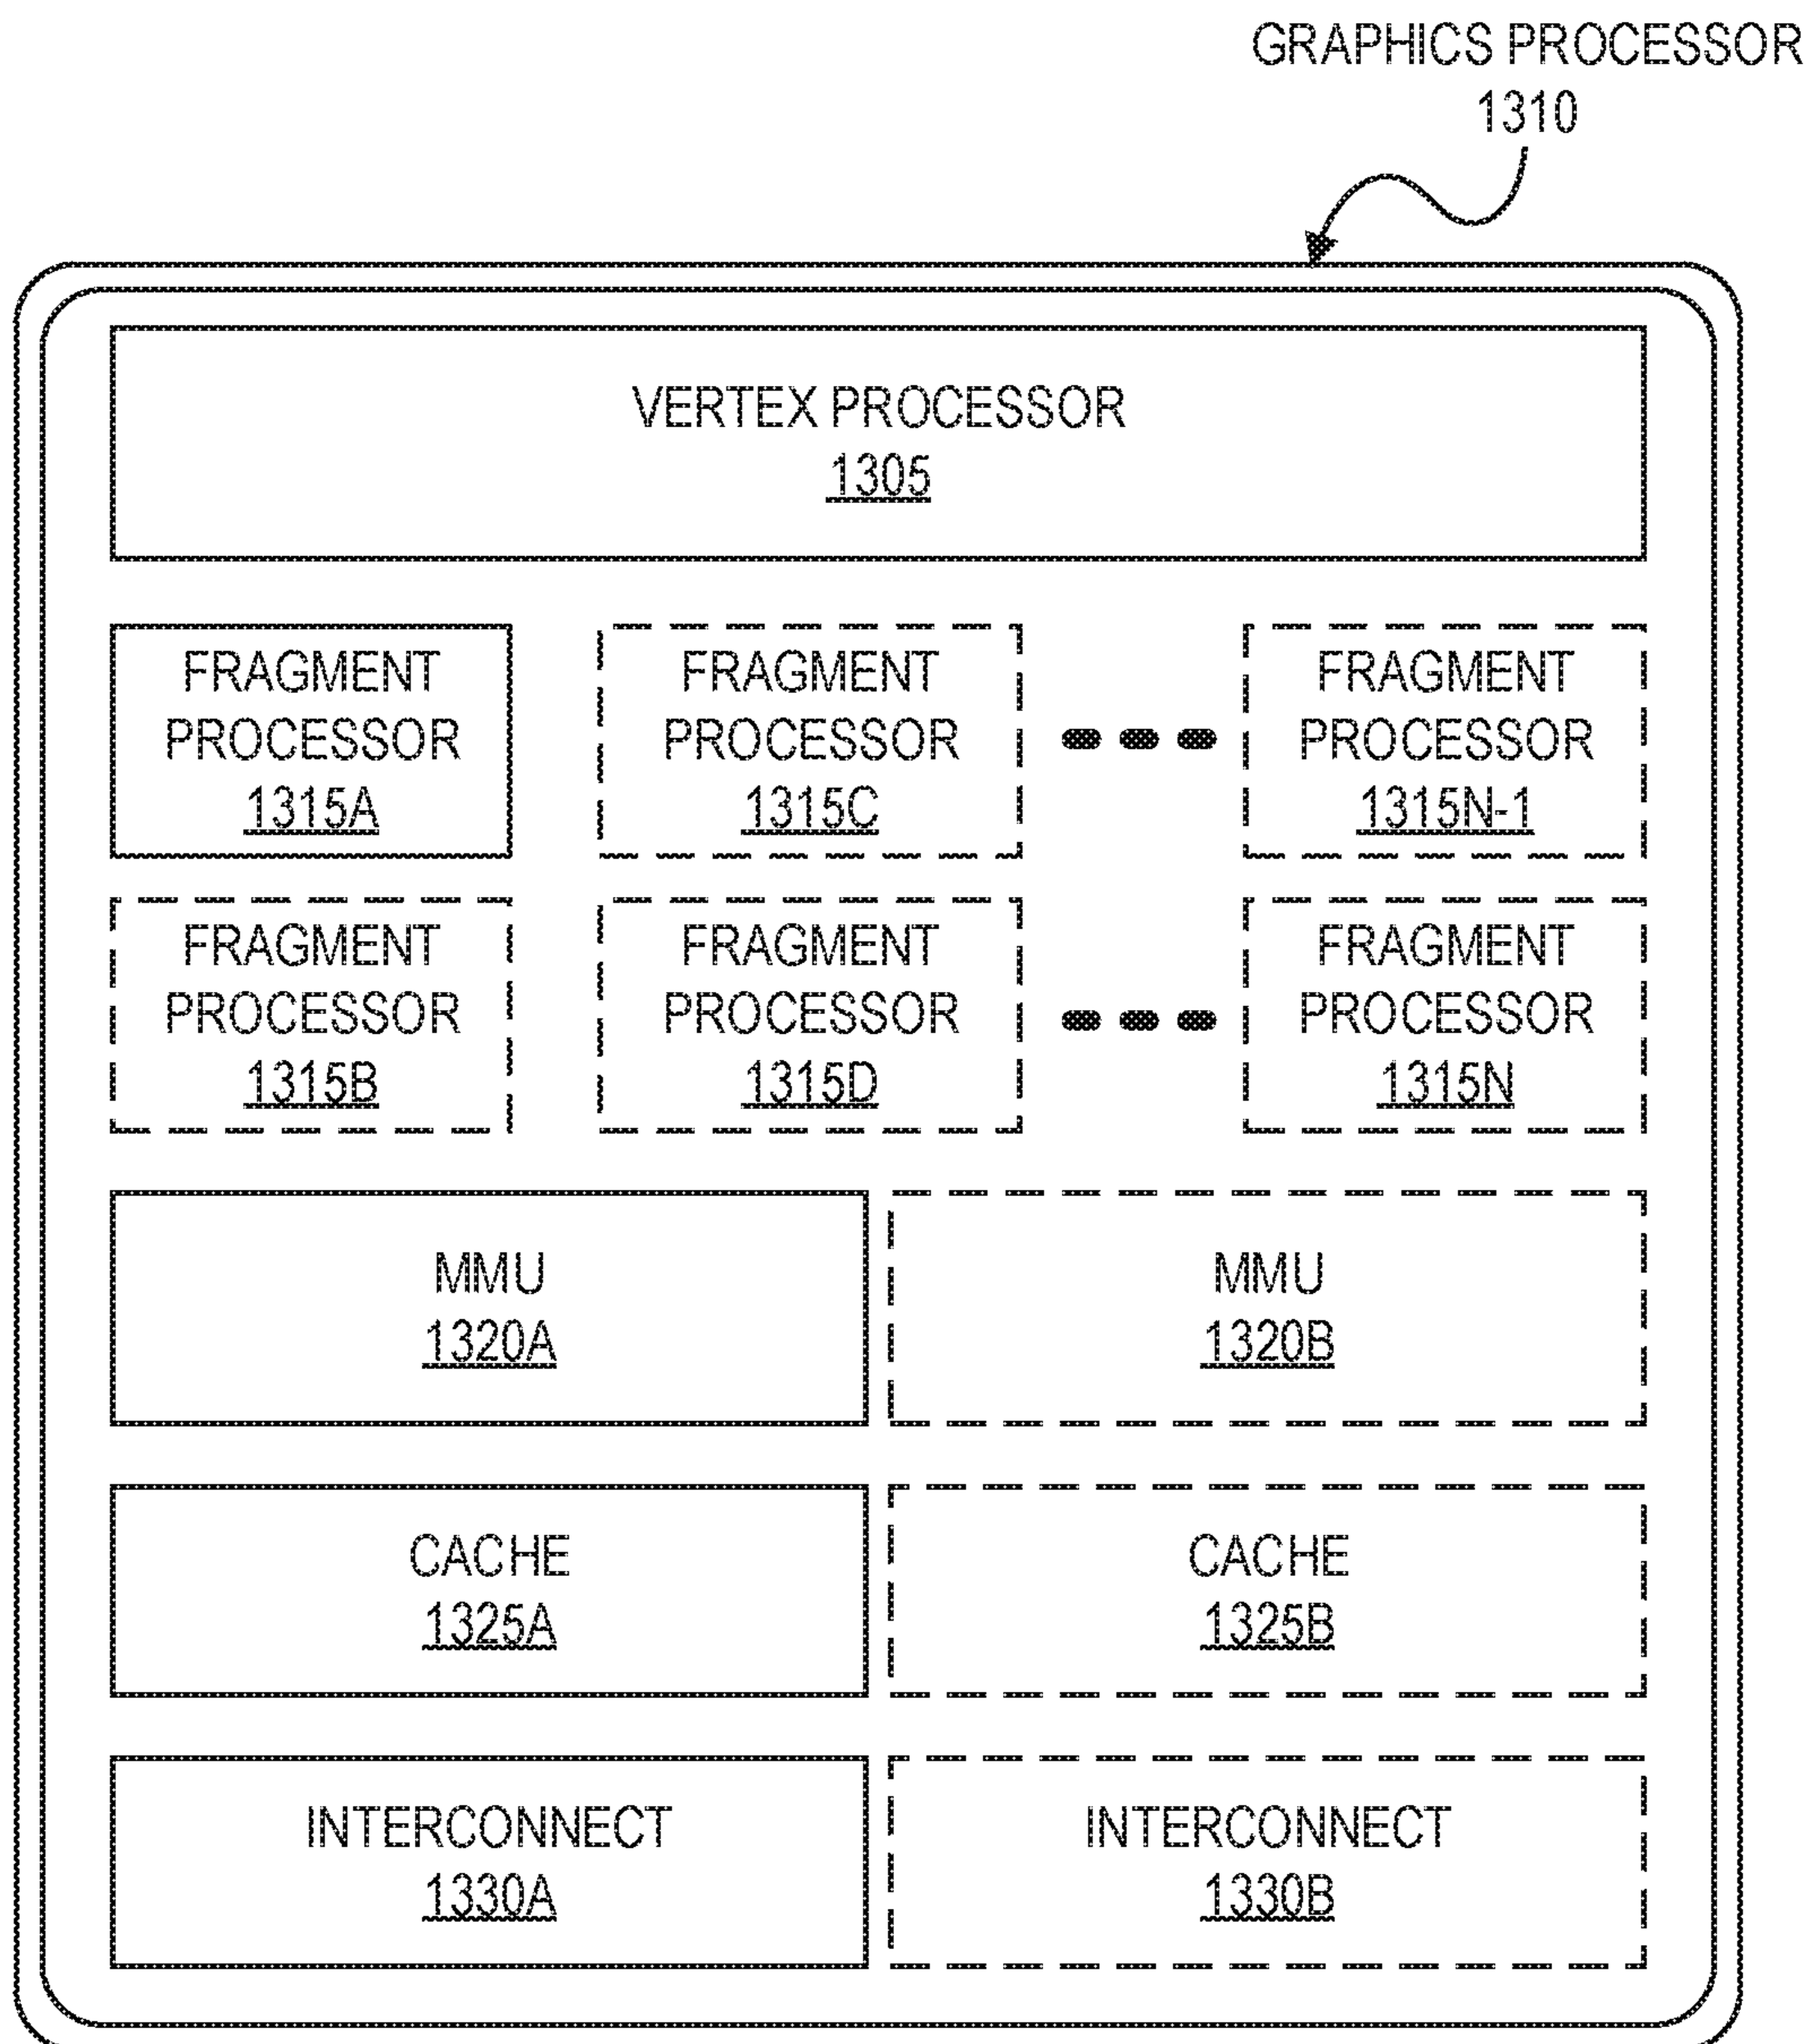 GRAPHICS PROCESSOR
1310
VERTEX PROCESSOR
1305
FRAGMENT
PROCESSOR
1315A
FRAGMENT
PROCESSOR
1315C
FRAGMENT
PROCESSOR
1315N-1
FRAGMENT
PROCESSOR
1315B
FRAGMENT
PROCESSOR
1315D
FRAGMENT
PROCESSOR
1315N
MMU
1320A
MMU
1320B
CACHE
1325A
CACHE
1325B
INTERCONNECT
1330A
INTERCONNECT
1330B